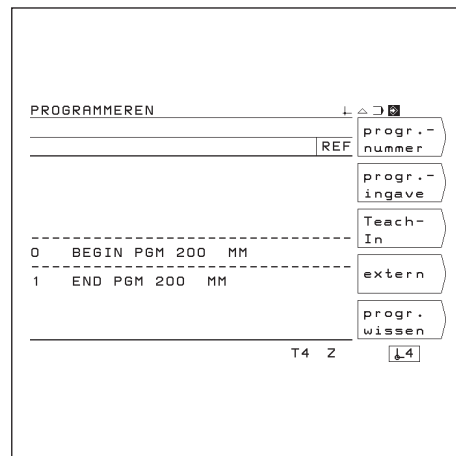 PROGRAMMEREN
REF
progr.-
nummer
progr.-
ingave
Teach-
In
0 BEGIN PGM 200 MM
extern
1 END PGM 200 MM
progr.
wissen
T4 Z
4